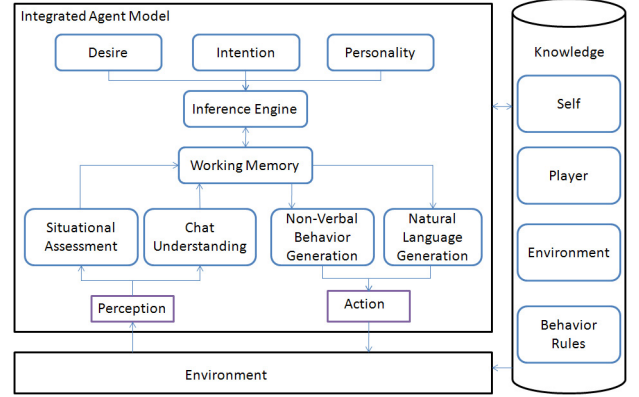 Integrated Agent Model
Desire
Intention
Personality
Inference Engine
Working Memory
Situational
Assessment
Chat
Understanding
Non-Verbal
Behavior
Generation
Natural
Language
Generation
Perception
Action
Environment
Knowledge
Self
Player
Environment
Behavior
Rules